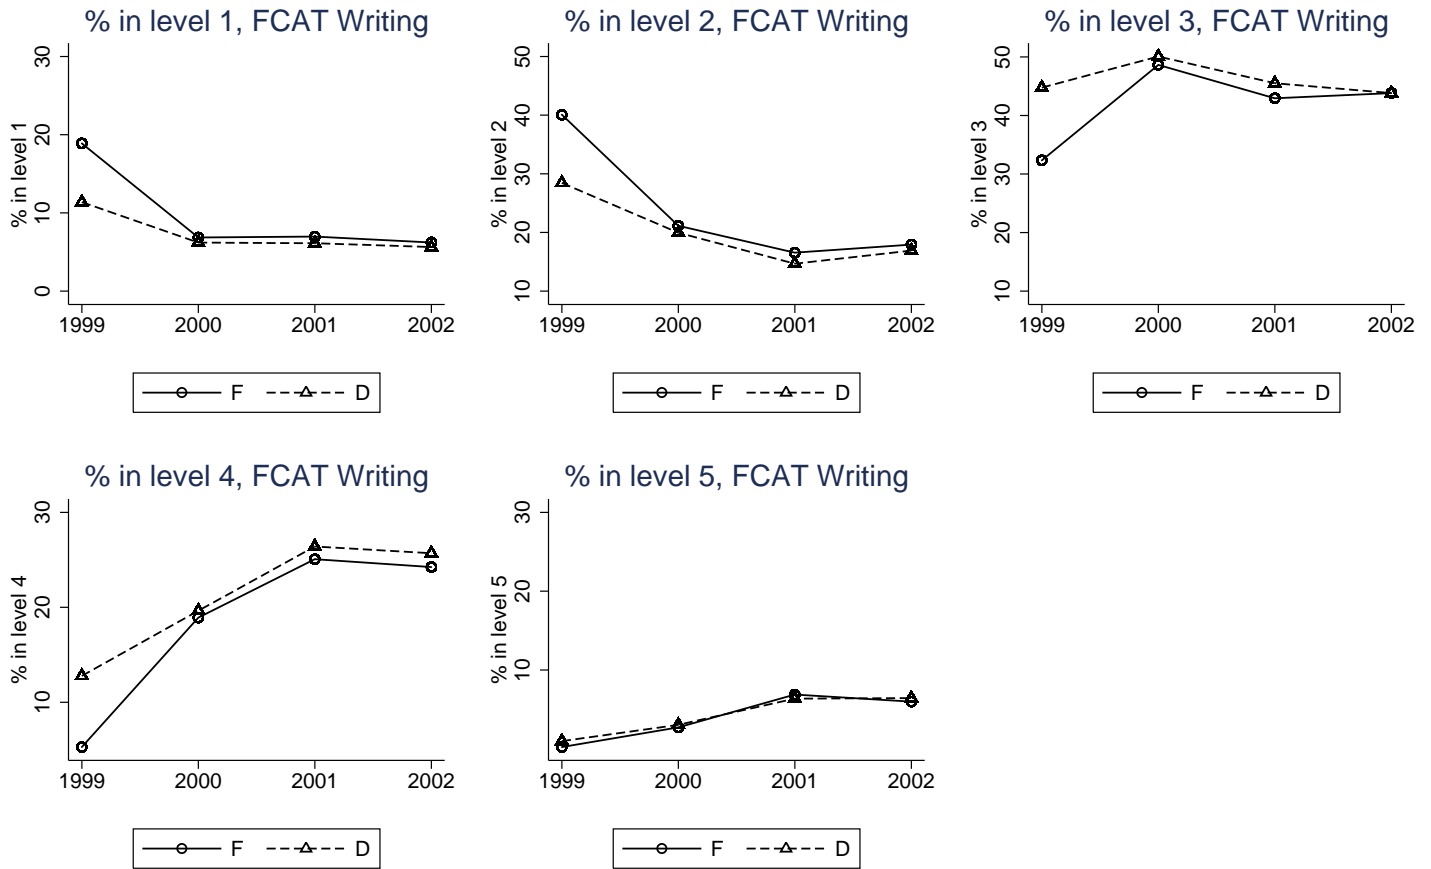 % in level 1, FCAT Writing
% in level 1
30
20
10
0
1999 2000 2001 2002
F D
% in level 2, FCAT Writing
% in level 2
50
40
30
20
10
1999 2000 2001 2002
F D
% in level 3, FCAT Writing
% in level 3
50
40
30
20
10
1999 2000 2001 2002
F D
% in level 4, FCAT Writing
% in level 4
30
20
10
1999 2000 2001 2002
F D
% in level 5, FCAT Writing
% in level 5
30
20
10
1999 2000 2001 2002
F D